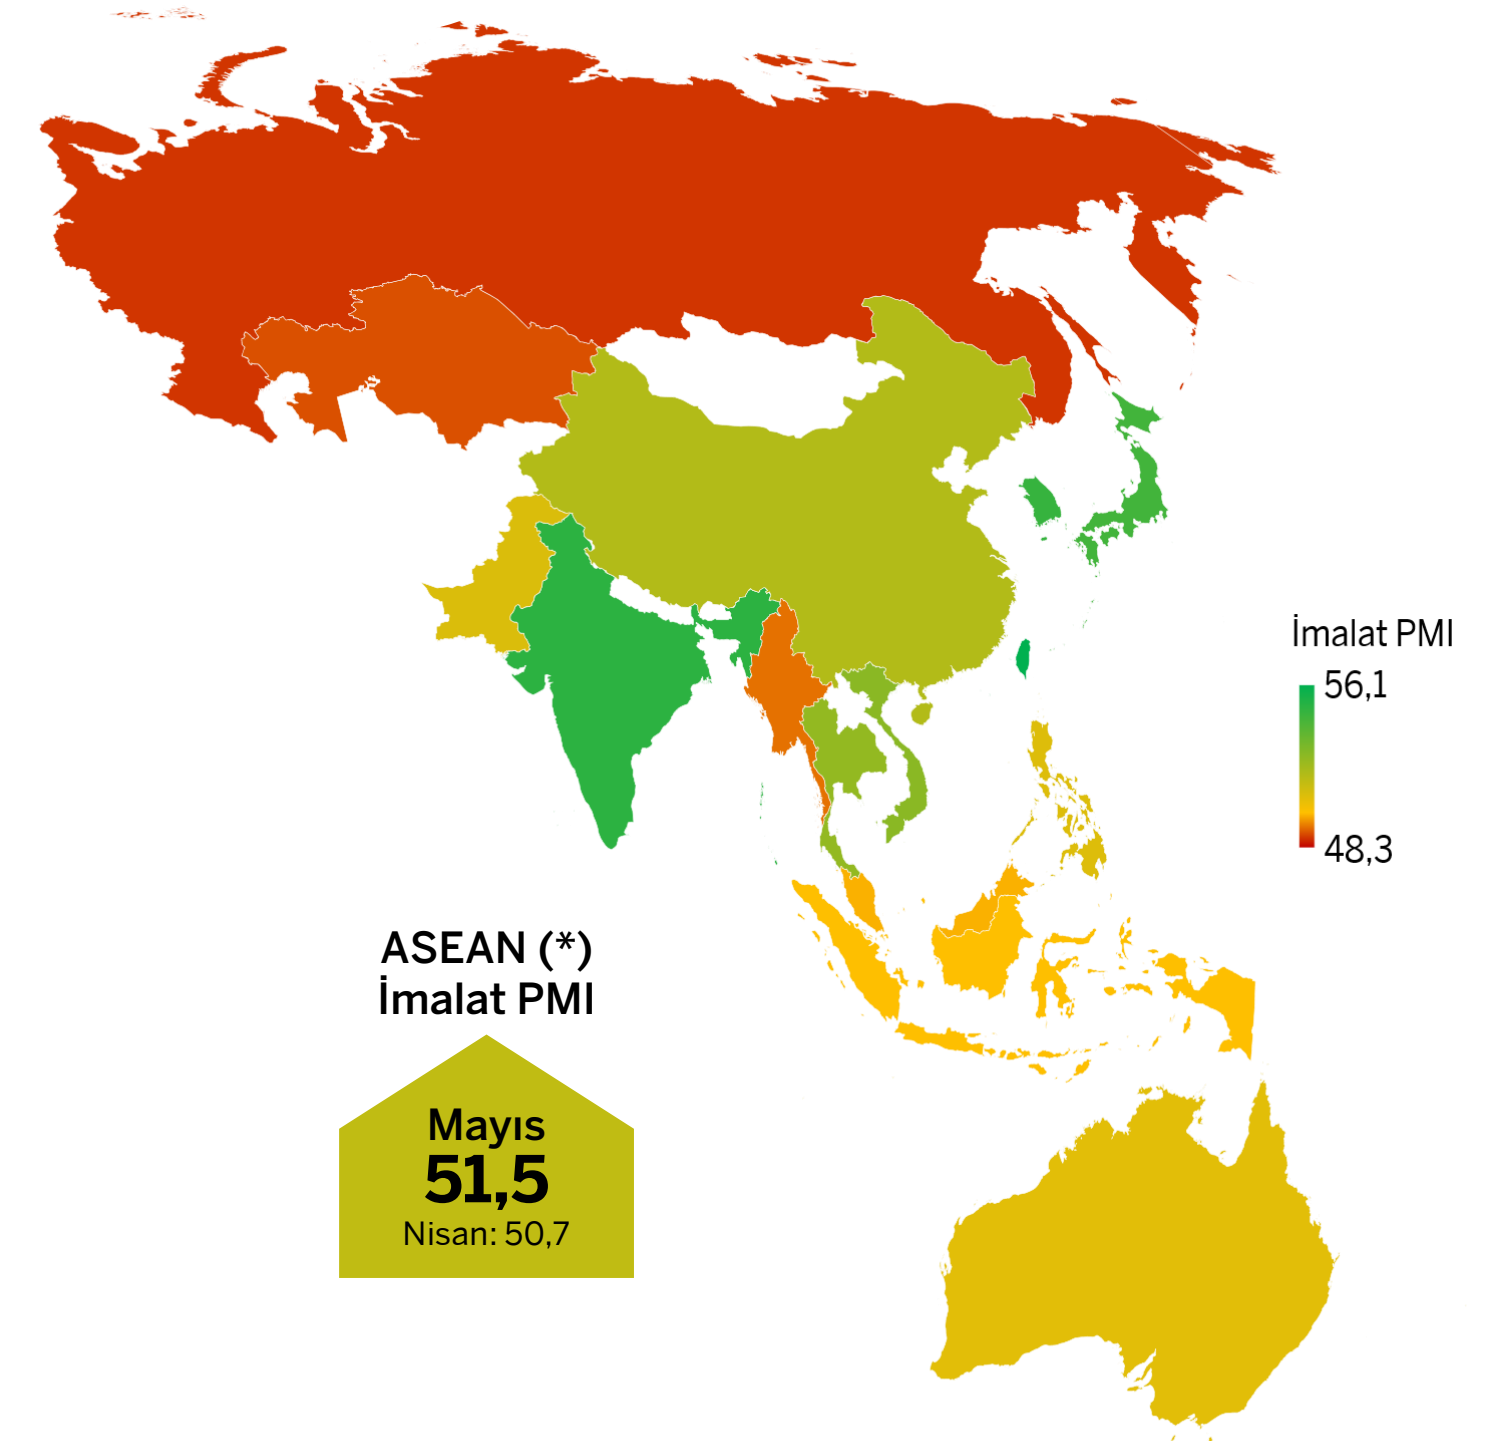 İmalat PMI
56,1
48,3
ASEAN (*)
İmalat PMI
Mayıs
51,5
Nisan: 50,7